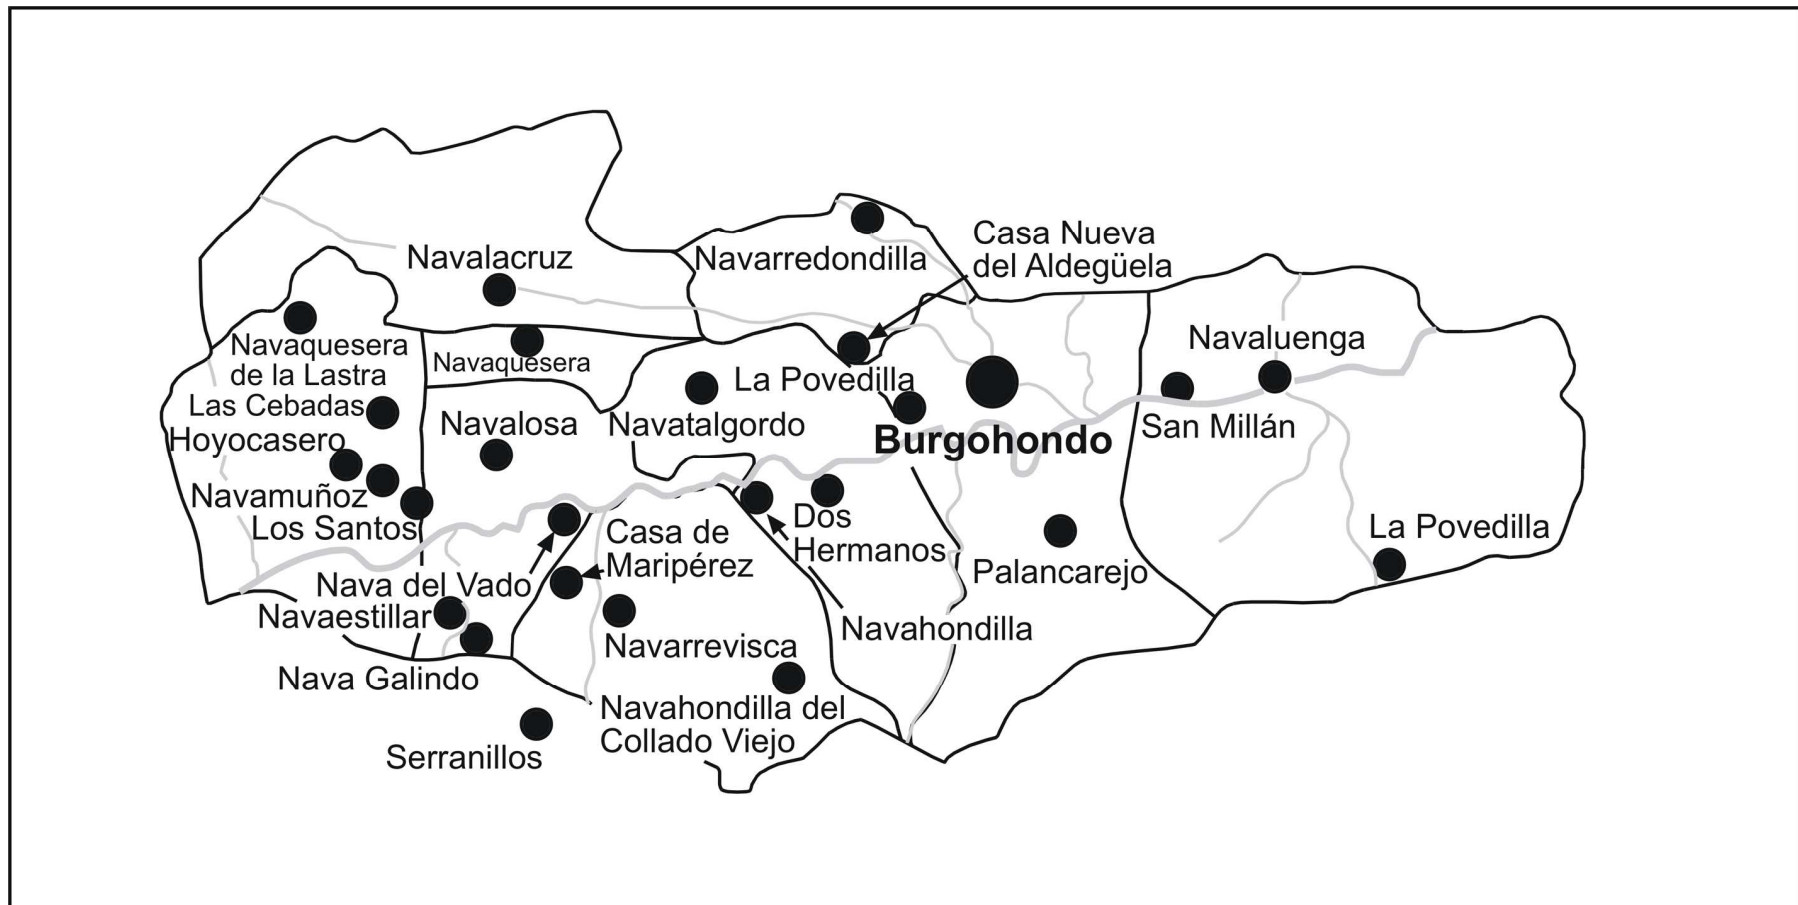 Casa Nueva
del Aldegüela
Navalacruz
Navarredondilla
Navaquesera
de la Lastra
Navaquesera
Navaluenga
Las Cebadas
La Povedilla
Hoyocasero
Navalosa
Navatalgordo
Burgohondo
San Millán
Navamuñoz
Los Santos
Casa de
Maripérez
Dos
Hermanos
La Povedilla
Nava del Vado
Palancarejo
Navaestillar
Navahondilla
Navarrevisca
Nava Galindo
Navahondilla del
Collado Viejo
Serranillos